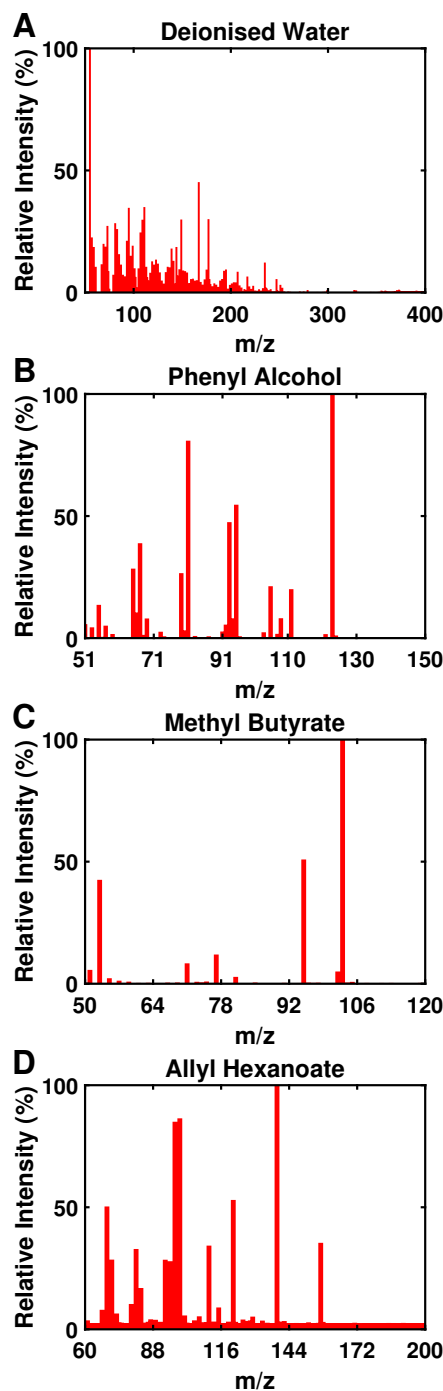 A
Deionised Water
Relative Intensity (%)
100
50
0
100 200 300 400
m/z
B
Phenyl Alcohol
Relative Intensity (%)
100
50
0
51 71 91 110 130 150
m/z
C
Methyl Butyrate
Relative Intensity (%)
100
50
0
50 64 78 92 106 120
m/z
D
Allyl Hexanoate
Relative Intensity (%)
100
50
0
60 88 116 144 172 200
m/z